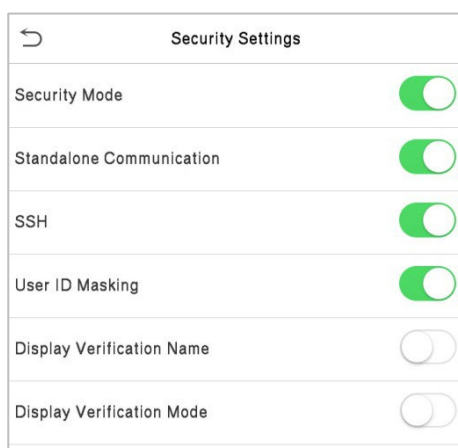 Security Settings
Security Mode
Standalone Communication
SSH
User ID Masking
Display Verification Name
Display Verification Mode